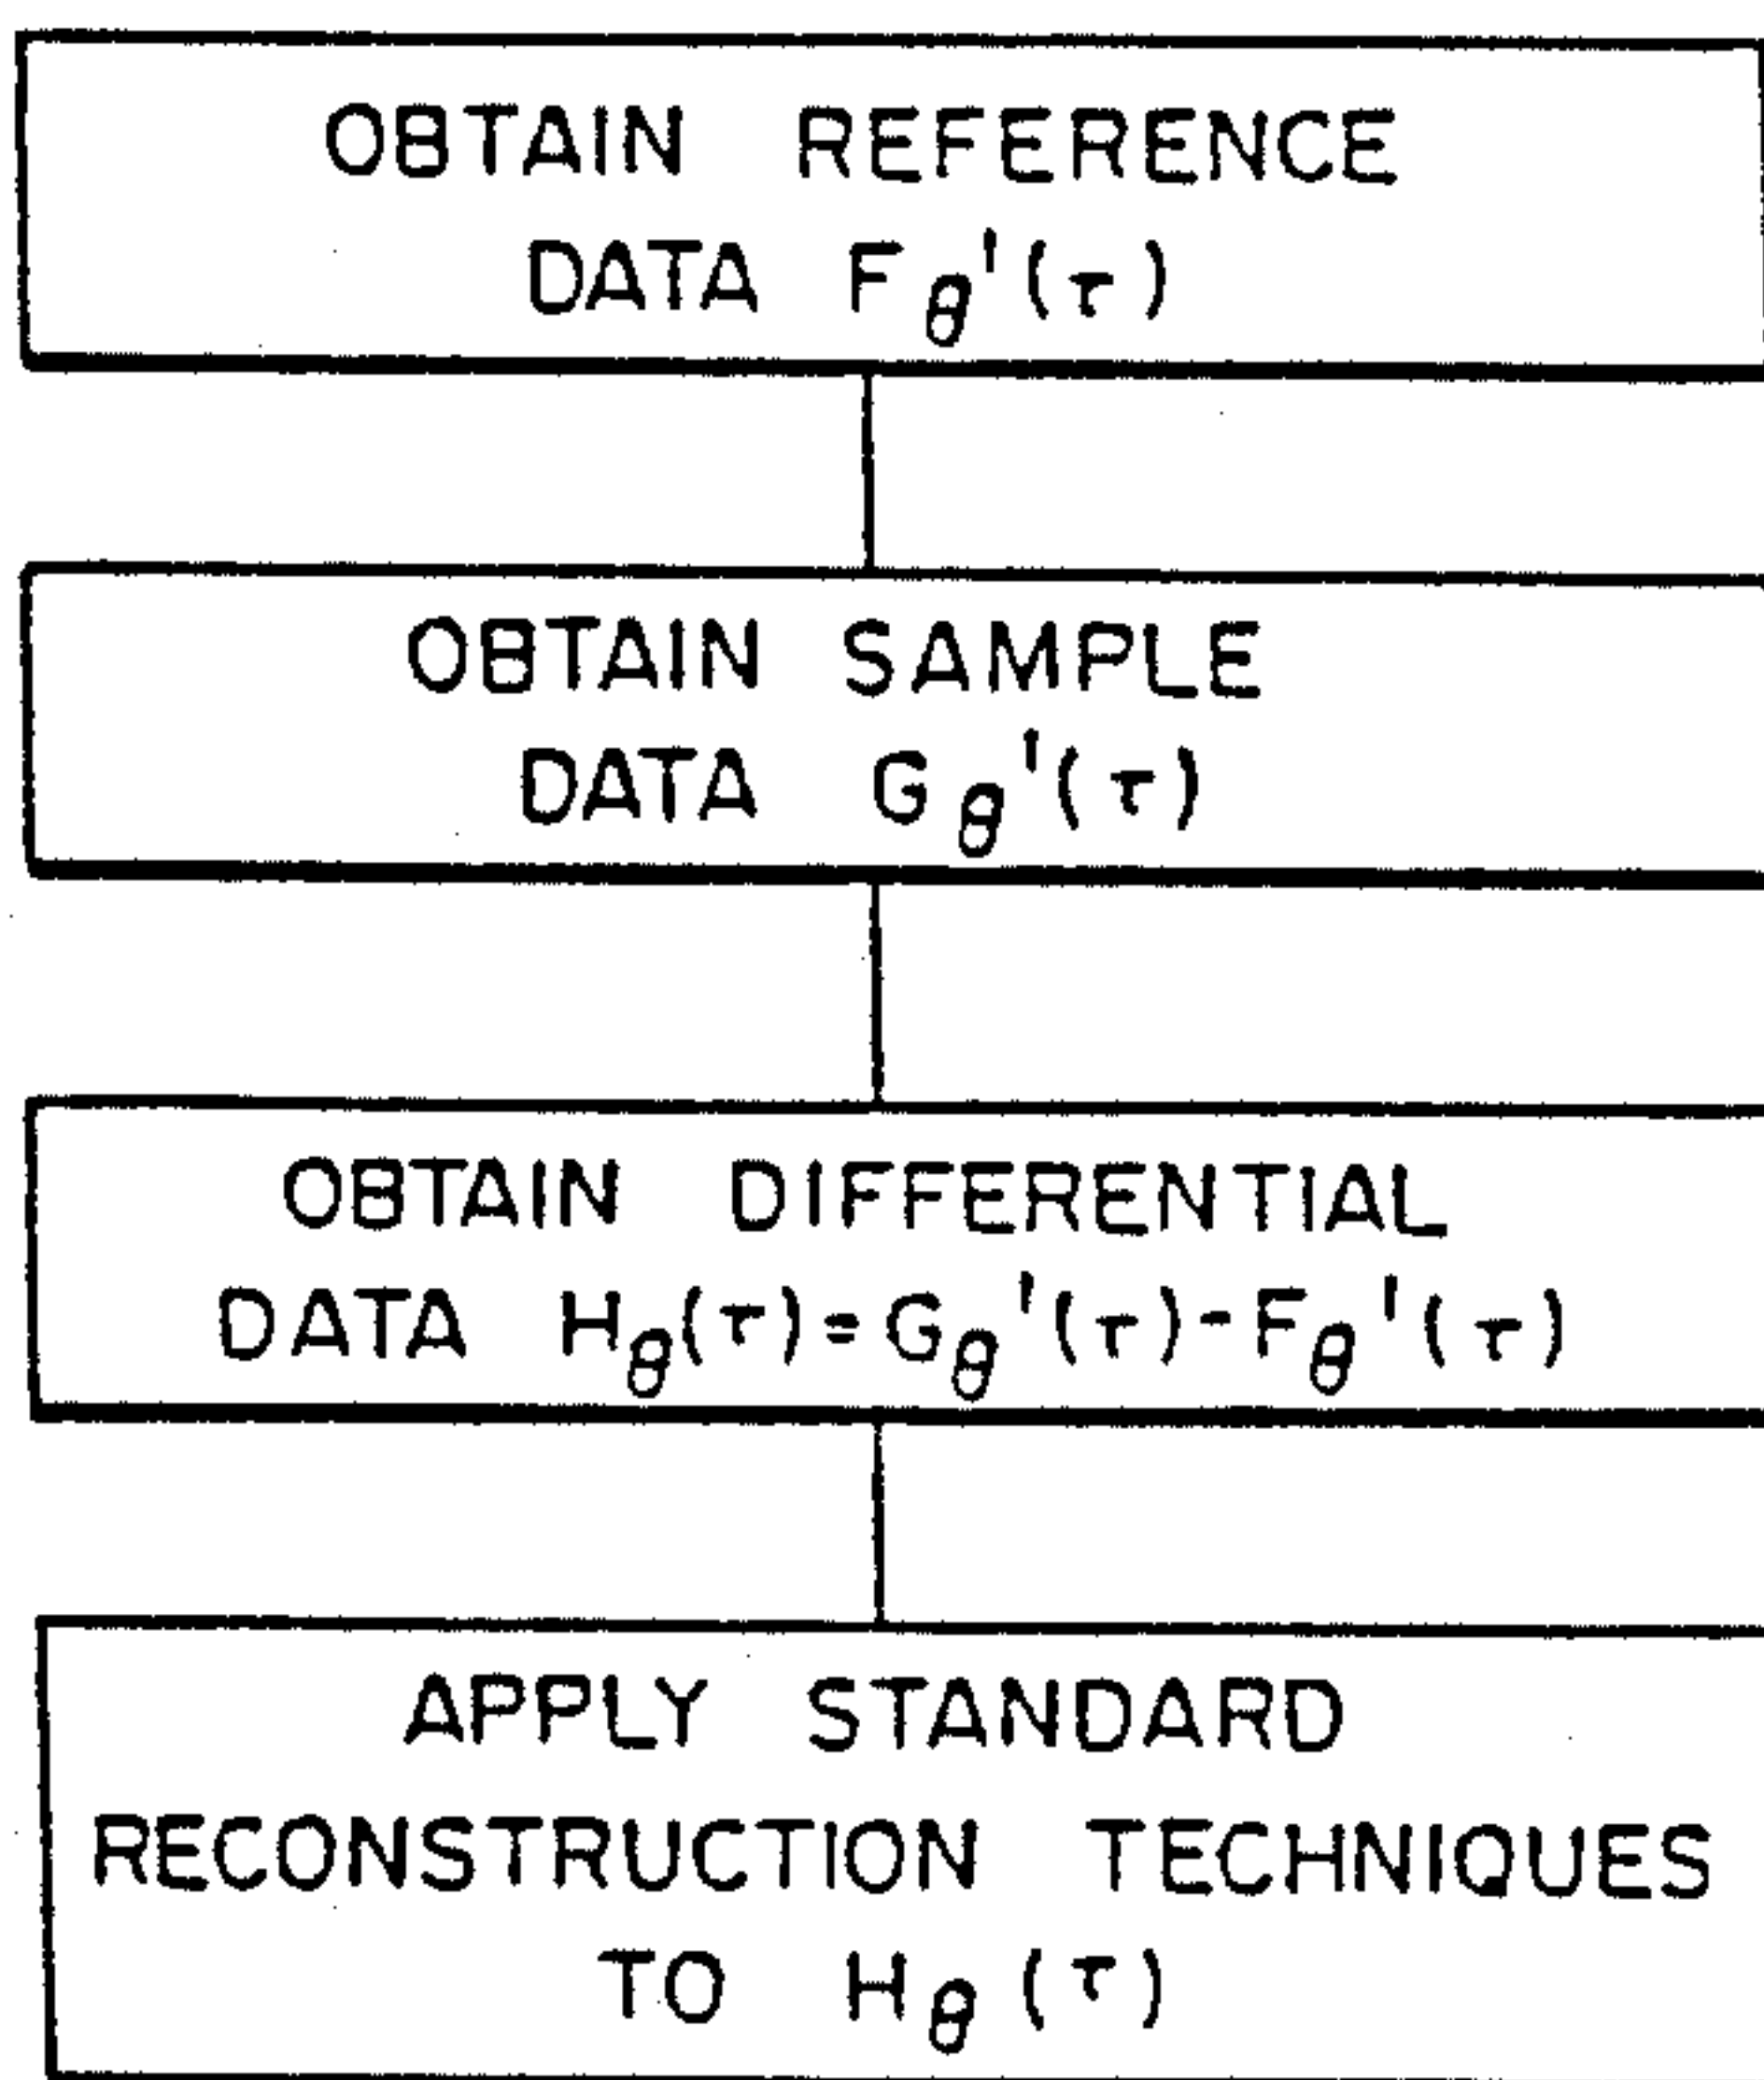 OBTAIN REFERENCE
DATA Fθ'(τ)
OBTAIN SAMPLE
DATA Gθ'(τ)
OBTAIN DIFFERENTIAL
DATA Hθ(τ)=Gθ'(τ)-Fθ'(τ)
APPLY STANDARD
RECONSTRUCTION TECHNIQUES
TO Hθ(τ)